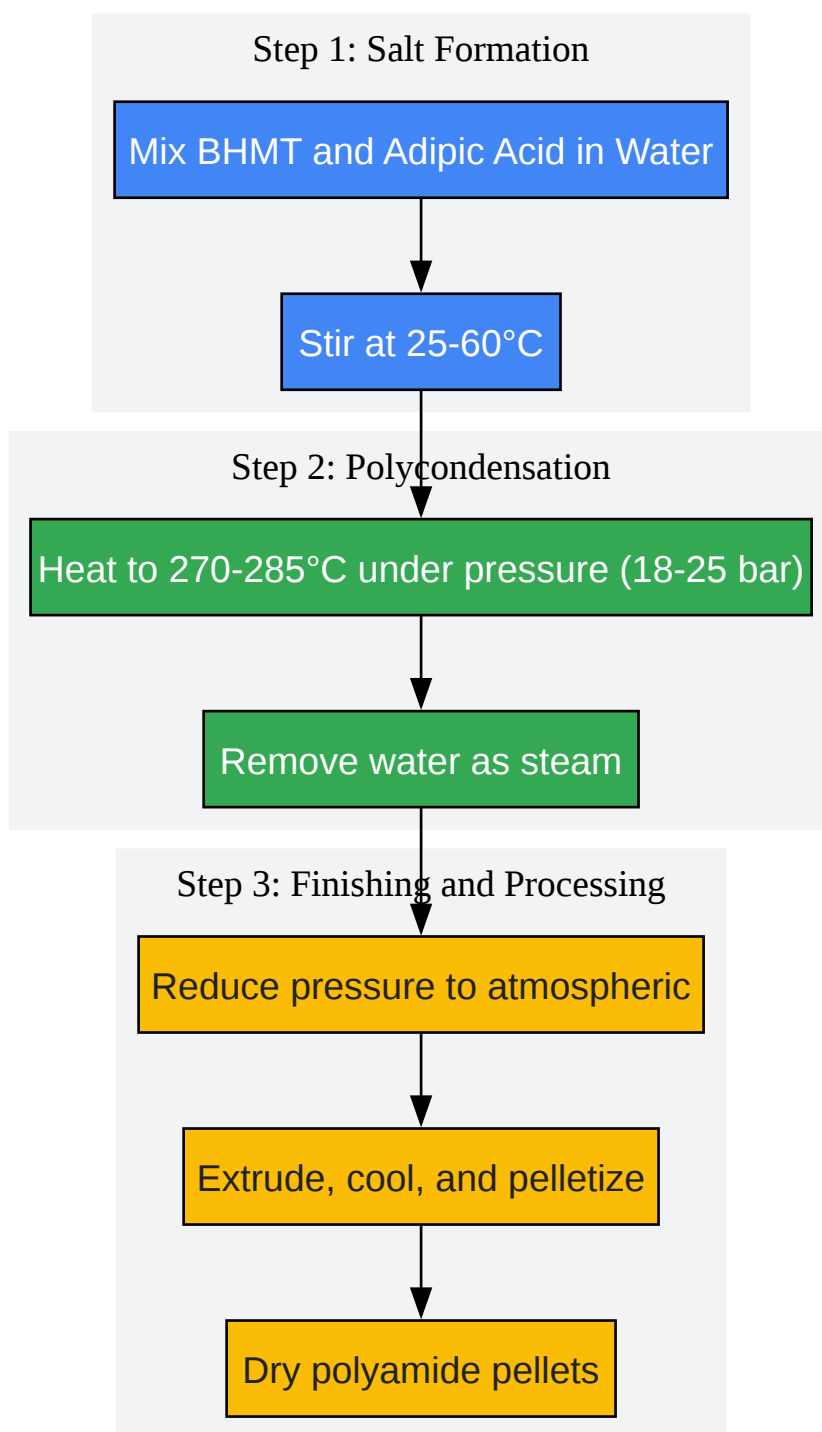 Step 1: Salt Formation
Mix BHMT and Adipic Acid in Water
Stir at 25-60°C
Step 2: Polycondensation
Heat to 270-285°C under pressure (18-25 bar)
Remove water as steam
Step 3: Finishing and Processing
Reduce pressure to atmospheric
Extrude, cool, and pelletize
Dry polyamide pellets